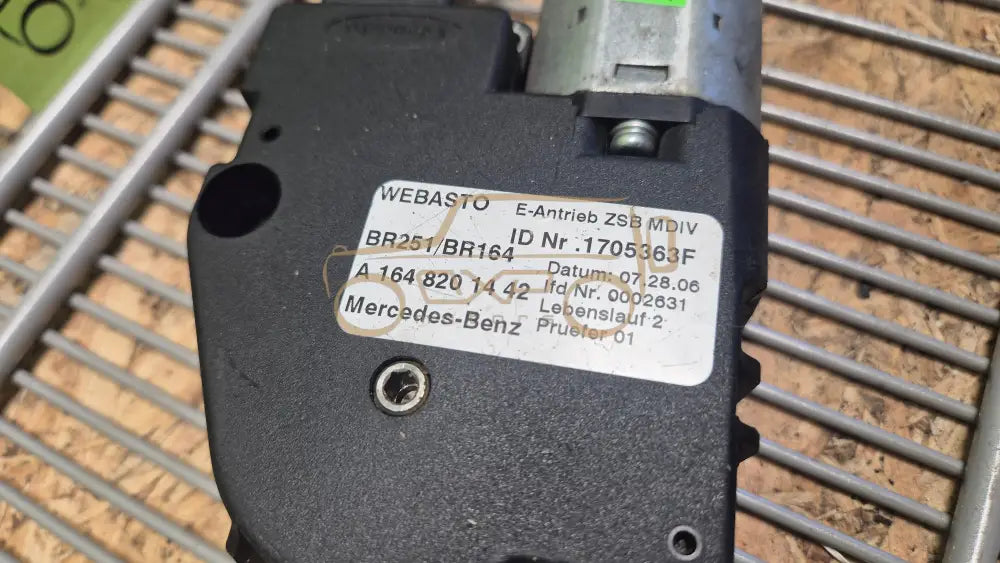 WEBASTO
E-Antrieb ZSB MDIV
BR251/BR164
ID Nr :1705363F
A 164 820 14 42
Datum: 07.28.06
lfd Nr. 0002631
Mercedes-Benz
Lebenslauf 2
Pruefer 01